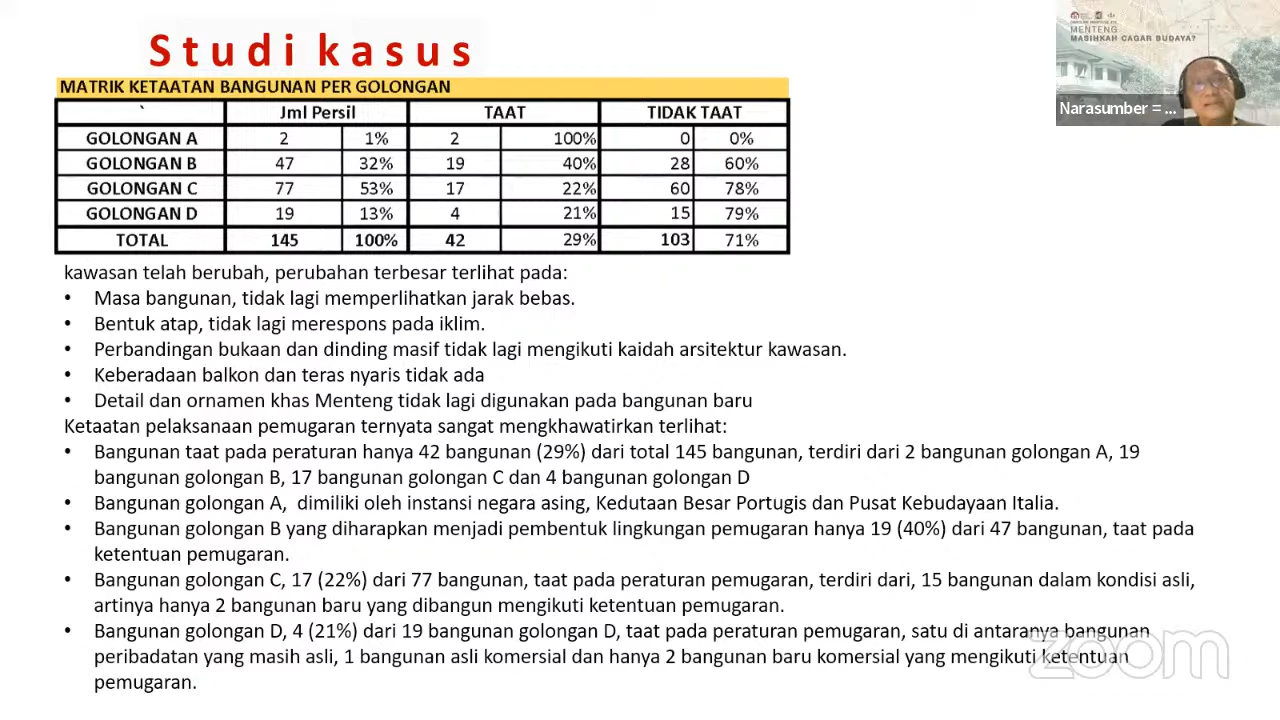 Studi kasus
MATRIK KETAATAN BANGUNAN PER GOLONGAN
` Jml Persil TAAT TIDAK TAAT
GOLONGAN A 2 1% 2 100% 0 0%
GOLONGAN B 47 32% 19 40% 28 60%
GOLONGAN C 77 53% 17 22% 60 78%
GOLONGAN D 19 13% 4 21% 15 79%
TOTAL 145 100% 42 29% 103 71%
kawasan telah berubah, perubahan terbesar terlihat pada:
• Masa bangunan, tidak lagi memperlihatkan jarak bebas.
• Bentuk atap, tidak lagi merespons pada iklim.
• Perbandingan bukaan dan dinding masif tidak lagi mengikuti kaidah arsitektur kawasan.
• Keberadaan balkon dan teras nyaris tidak ada
• Detail dan ornamen khas Menteng tidak lagi digunakan pada bangunan baru
Ketaatan pelaksanaan pemugaran ternyata sangat mengkhawatirkan terlihat:
• Bangunan taat pada peraturan hanya 42 bangunan (29%) dari total 145 bangunan, terdiri dari 2 bangunan golongan A, 19
bangunan golongan B, 17 bangunan golongan C dan 4 bangunan golongan D
• Bangunan golongan A, dimiliki oleh instansi negara asing, Kedutaan Besar Portugis dan Pusat Kebudayaan Italia.
• Bangunan golongan B yang diharapkan menjadi pembentuk lingkungan pemugaran hanya 19 (40%) dari 47 bangunan, taat pada
ketentuan pemugaran.
• Bangunan golongan C, 17 (22%) dari 77 bangunan, taat pada peraturan pemugaran, terdiri dari, 15 bangunan dalam kondisi asli,
artinya hanya 2 bangunan baru yang dibangun mengikuti ketentuan pemugaran.
• Bangunan golongan D, 4 (21%) dari 19 bangunan golongan D, taat pada peraturan pemugaran, satu di antaranya bangunan
peribadatan yang masih asli, 1 bangunan asli komersial dan hanya 2 bangunan baru komersial yang mengikuti ketentuan
pemugaran.
MENTENG
MASIHKAH CAGAR BUDAYA?
Narasumber = ...
zoom